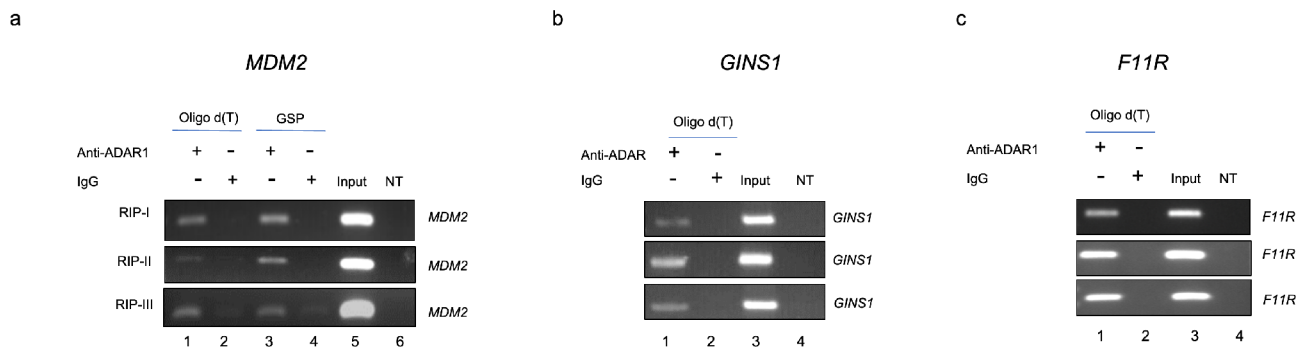 a
MDM2
Oligo d(T) GSP
Anti-ADAR1 + - + -
IgG - + - + Input NT
RIP-I MDM2
RIP-II MDM2
RIP-III MDM2
1 2 3 4 5 6
b
GINS1
Oligo d(T)
Anti-ADAR + -
IgG - + Input NT
GINS1
GINS1
GINS1
1 2 3 4
c
F11R
Oligo d(T)
Anti-ADAR1 + -
IgG - + Input NT
F11R
F11R
F11R
1 2 3 4